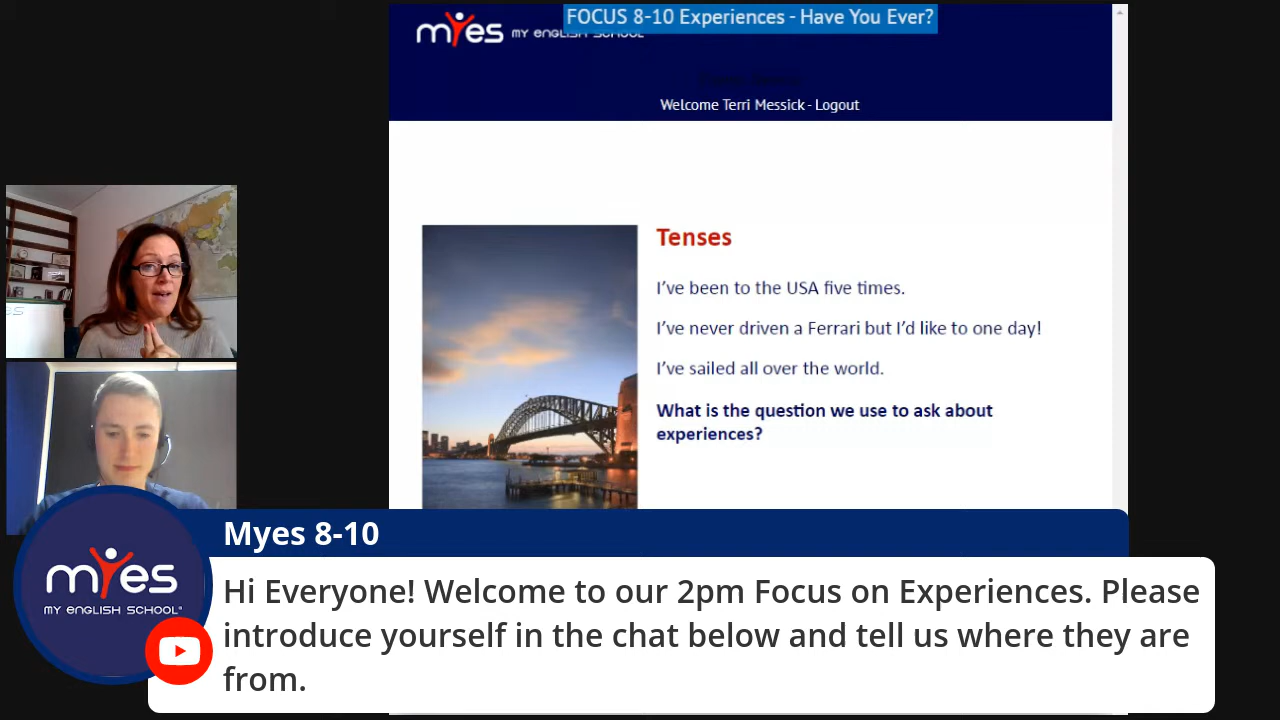 FOCUS 8-10 Experiences - Have You Ever?
myes MY ENGLISH SCHOOL
Welcome Terri Messick - Logout
Tenses
I've been to the USA five times.
I've never driven a Ferrari but I'd like to one day!
I've sailed all over the world.
What is the question we use to ask about
experiences?
Myes 8-10
myes
MY ENGLISH SCHOOL
Hi Everyone! Welcome to our 2pm Focus on Experiences. Please
introduce yourself in the chat below and tell us where they are
from.